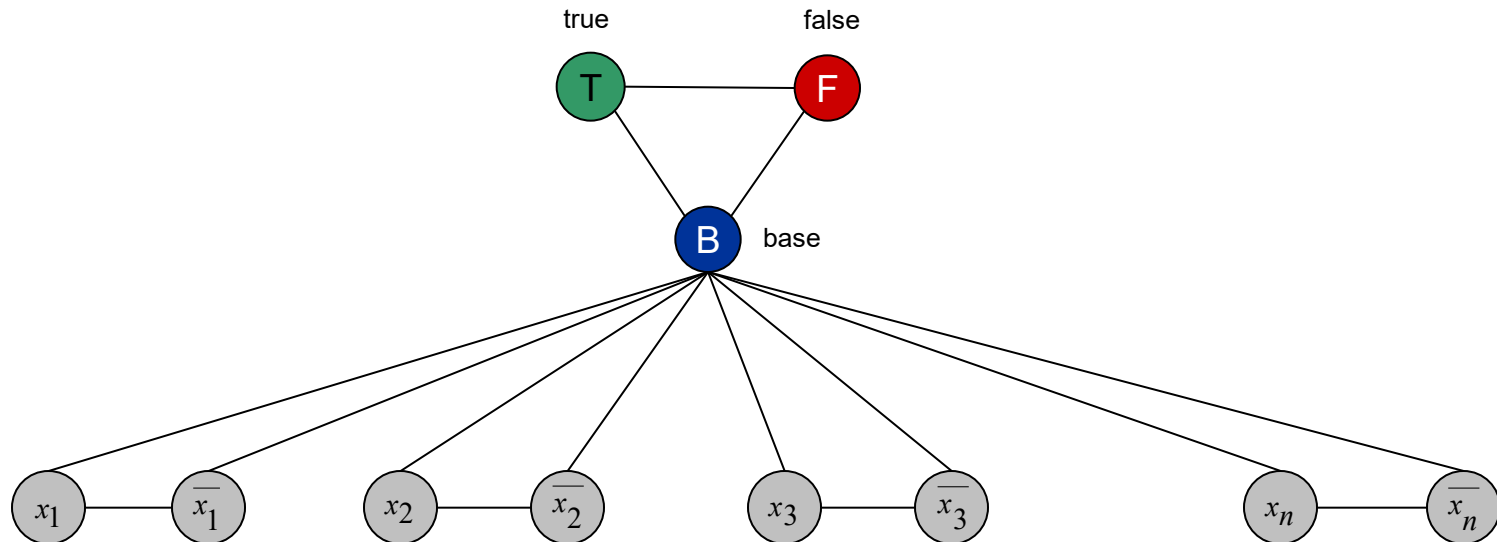 true false
T F
B base
x₁ x̅₁ x₂ x̅₂ x₃ x̅₃ xₙ x̅ₙ